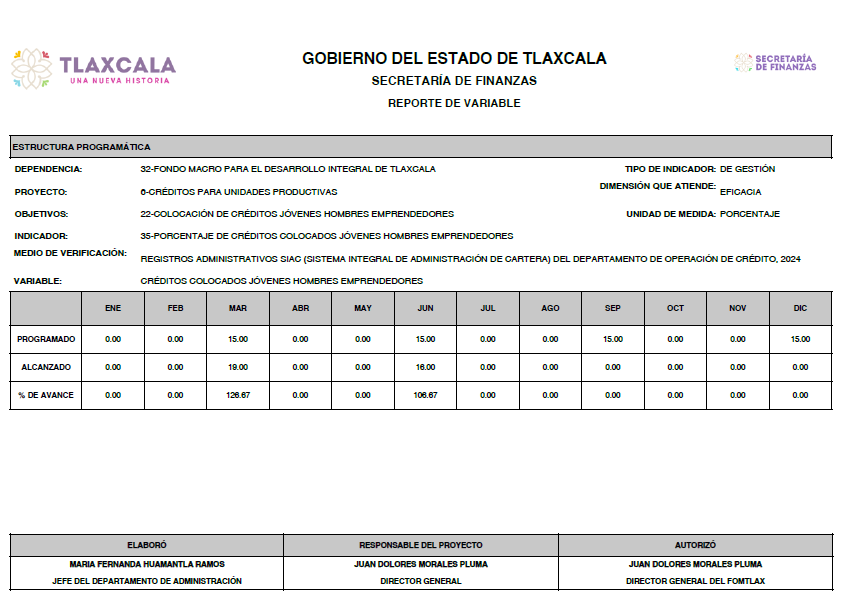 TLAXCALA
UNA NUEVA HISTORIA
GOBIERNO DEL ESTADO DE TLAXCALA
SECRETARÍA DE FINANZAS
REPORTE DE VARIABLE
SECRETARÍA
DE FINANZAS
ESTRUCTURA PROGRAMÁTICA
DEPENDENCIA: 32-FONDO MACRO PARA EL DESARROLLO INTEGRAL DE TLAXCALA TIPO DE INDICADOR: DE GESTIÓN
PROYECTO: 6-CRÉDITOS PARA UNIDADES PRODUCTIVAS DIMENSIÓN QUE ATIENDE: EFICACIA
OBJETIVOS: 22-COLOCACIÓN DE CRÉDITOS JÓVENES HOMBRES EMPRENDEDORES UNIDAD DE MEDIDA: PORCENTAJE
INDICADOR: 35-PORCENTAJE DE CRÉDITOS COLOCADOS JÓVENES HOMBRES EMPRENDEDORES
MEDIO DE VERIFICACIÓN: REGISTROS ADMINISTRATIVOS SIAC (SISTEMA INTEGRAL DE ADMINISTRACIÓN DE CARTERA) DEL DEPARTAMENTO DE OPERACIÓN DE CRÉDITO, 2024
VARIABLE: CRÉDITOS COLOCADOS JÓVENES HOMBRES EMPRENDEDORES
ENE FEB MAR ABR MAY JUN JUL AGO SEP OCT NOV DIC
PROGRAMADO 0.00 0.00 15.00 0.00 0.00 15.00 0.00 0.00 15.00 0.00 0.00 15.00
ALCANZADO 0.00 0.00 19.00 0.00 0.00 16.00 0.00 0.00 0.00 0.00 0.00 0.00
% DE AVANCE 0.00 0.00 126.67 0.00 0.00 106.67 0.00 0.00 0.00 0.00 0.00 0.00
ELABORÓ RESPONSABLE DEL PROYECTO AUTORIZÓ
MARIA FERNANDA HUAMANTLA RAMOS JUAN DOLORES MORALES PLUMA JUAN DOLORES MORALES PLUMA
JEFE DEL DEPARTAMENTO DE ADMINISTRACIÓN DIRECTOR GENERAL DIRECTOR GENERAL DEL FOMTLAX